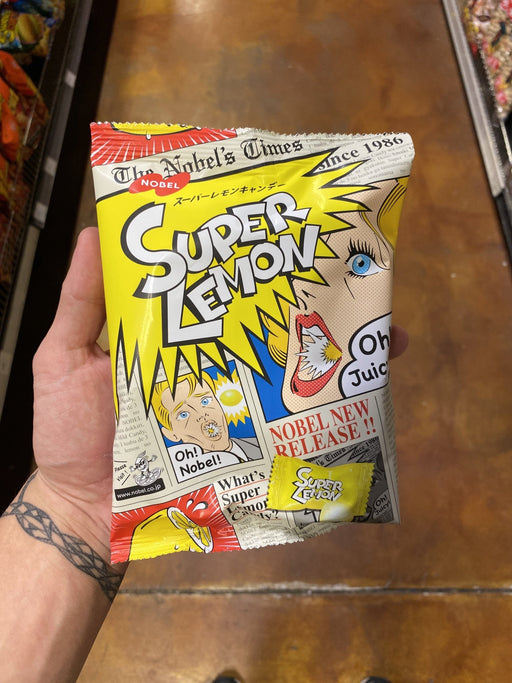 The Nobel's Times
Since 1986
NOBEL
スーパーレモンキャンデー
SUPER
LEMON
Oh
Juic
Oh!
Nobel!
NOBEL NEW
RELEASE !!
www.nobel.co.jp
What's
Super
SUPER
LEMON